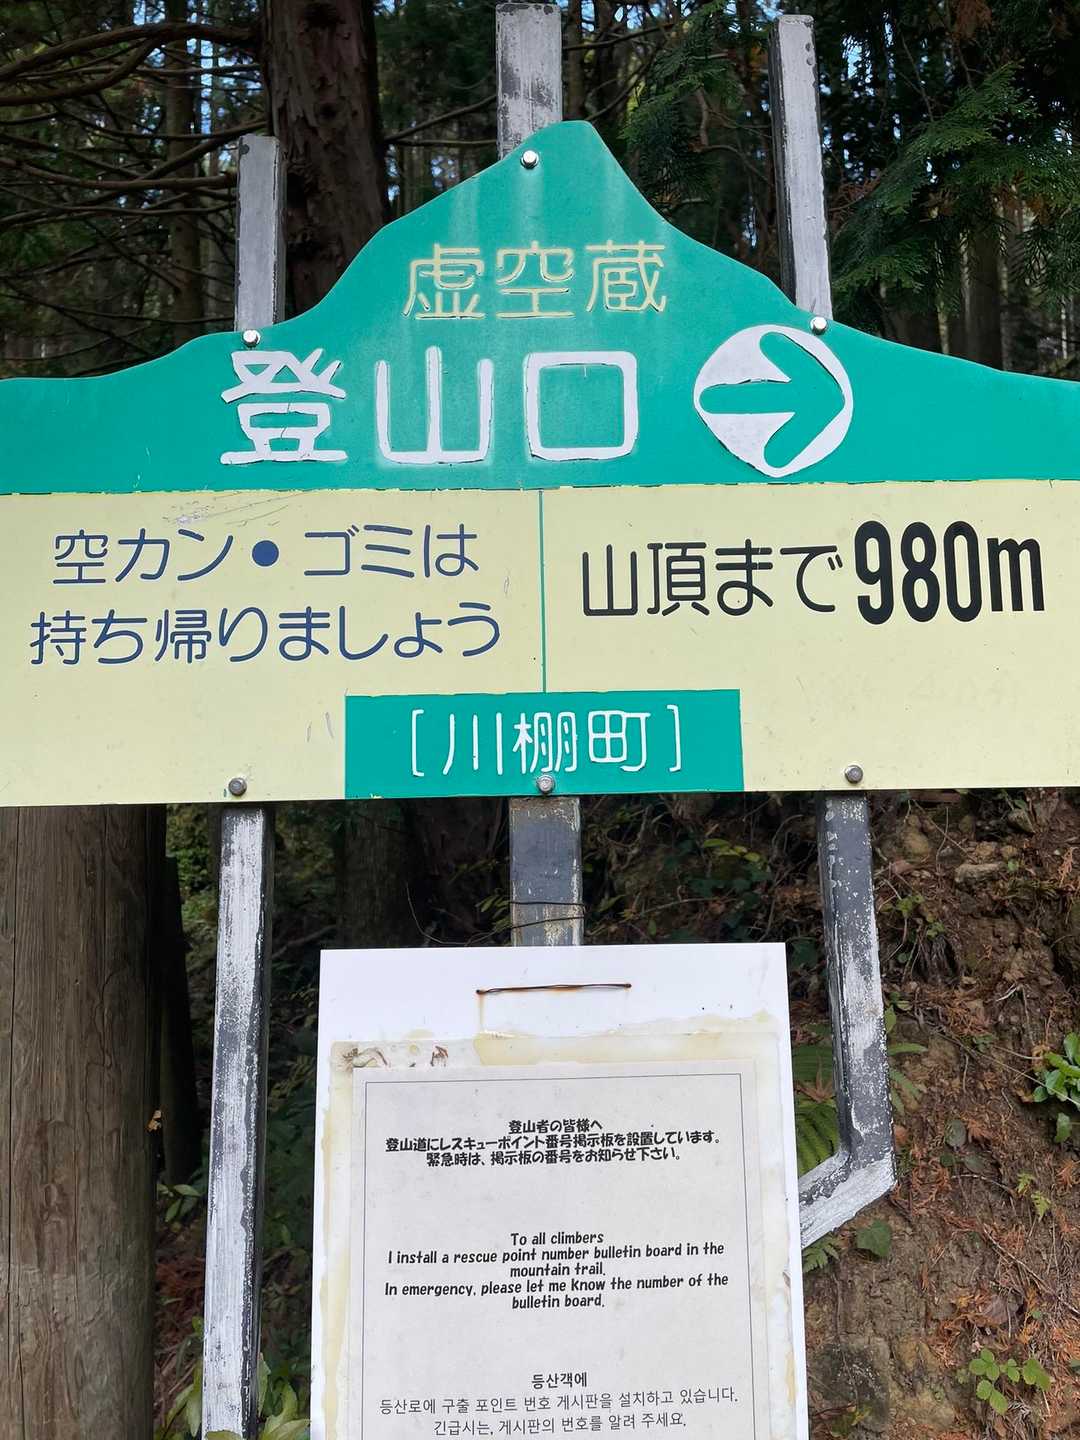 虚空蔵
登山口
空カン・ゴミは
持ち帰りましょう
山頂まで980m
[川棚町]
登山者の皆様へ
登山道にレスキューポイント番号掲示板を設置しています。
緊急時は、掲示板の番号をお知らせ下さい。
To all climbers
I install a rescue point number bulletin board in the
mountain trail.
In emergency, please let me know the number of the
bulletin board.
등산객에
등산로에 구출 포인트 번호 게시판을 설치하고 있습니다.
긴급시는, 게시판의 번호를 알려 주세요.